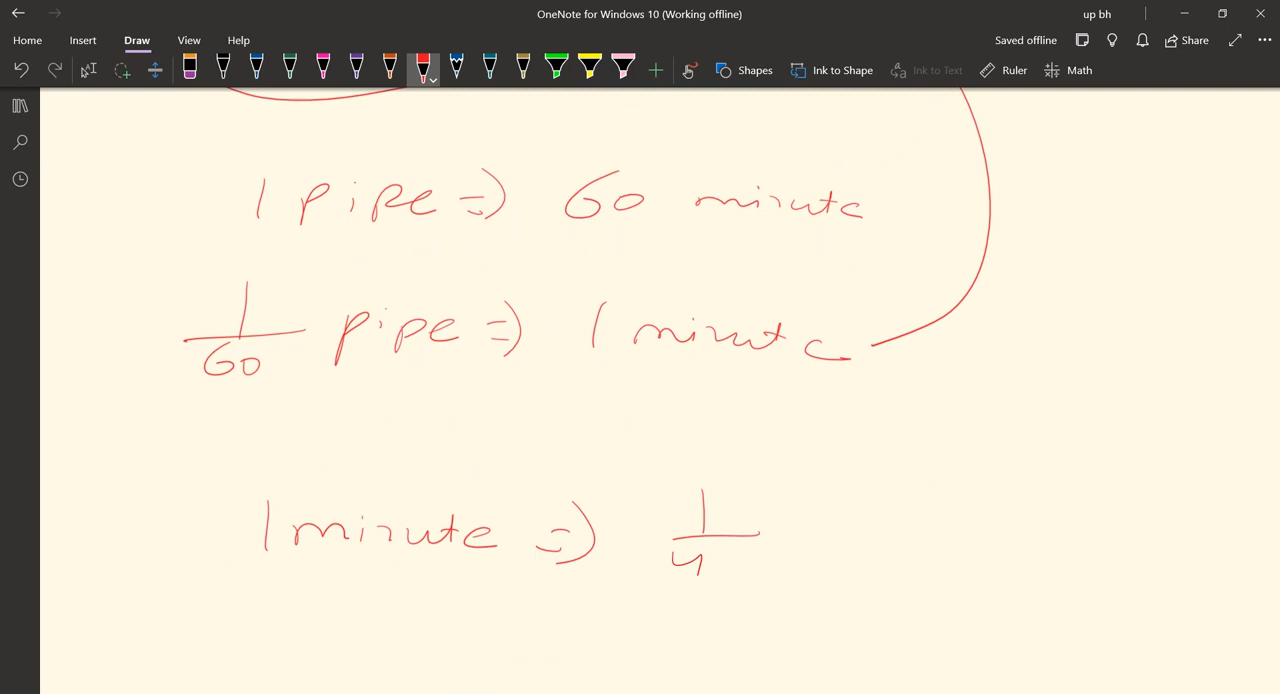 OneNote for Windows 10 (Working offline)
up bh
Home Insert Draw View Help
Saved offline
Share
Shapes
Ink to Shape
Ink to Text
Ruler
Math
1 pipe => 60 minute
1/60 pipe => 1 minute
1 minute => 1/4